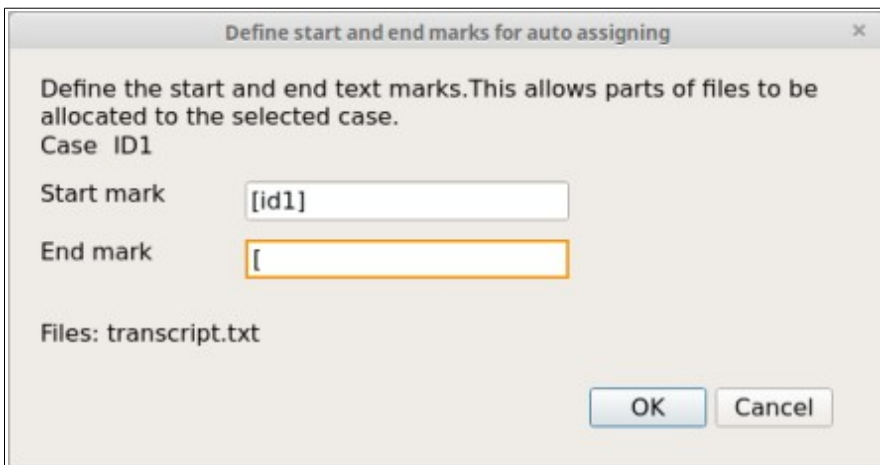 Define start and end marks for auto assigning
Define the start and end text marks.This allows parts of files to be
allocated to the selected case.
Case ID1
Start mark [id1]
End mark [
Files: transcript.txt
OK Cancel